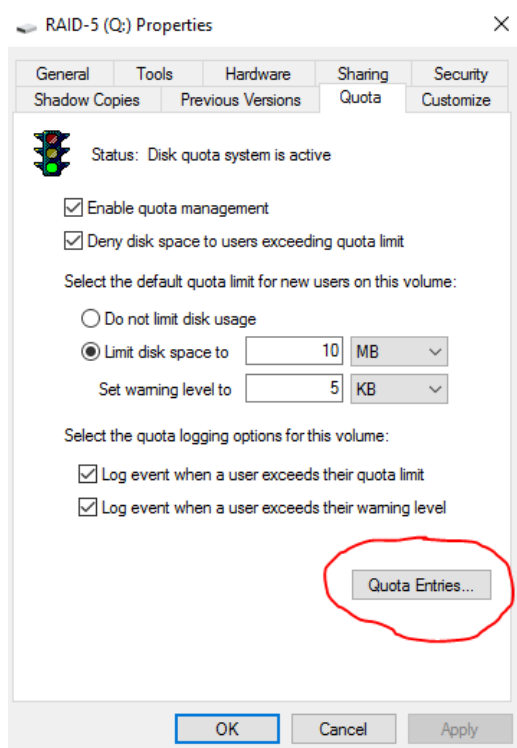 RAID-5 (Q:) Properties
General Tools Hardware Sharing Security
Shadow Copies Previous Versions Quota Customize
Status: Disk quota system is active
Enable quota management
Deny disk space to users exceeding quota limit
Select the default quota limit for new users on this volume:
Do not limit disk usage
Limit disk space to 10 MB
Set warning level to 5 KB
Select the quota logging options for this volume:
Log event when a user exceeds their quota limit
Log event when a user exceeds their warning level
Quota Entries...
OK Cancel Apply